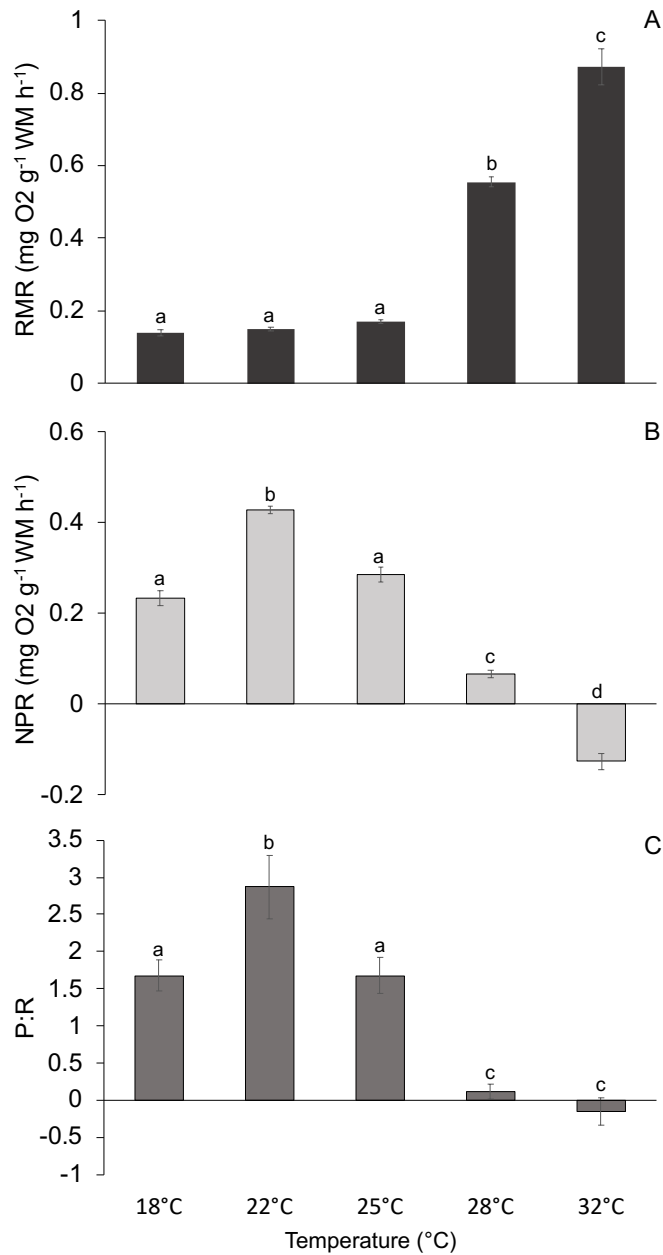 A
RMR (mg O2 g⁻¹ WM h⁻¹)
1
0.8
0.6
0.4
0.2
0
a
a
a
b
c
B
NPR (mg O2 g⁻¹ WM h⁻¹)
0.6
0.4
0.2
0
-0.2
a
b
a
c
d
C
P:R
3.5
3
2.5
2
1.5
1
0.5
0
-0.5
-1
a
b
a
c
c
18°C 22°C 25°C 28°C 32°C
Temperature (°C)